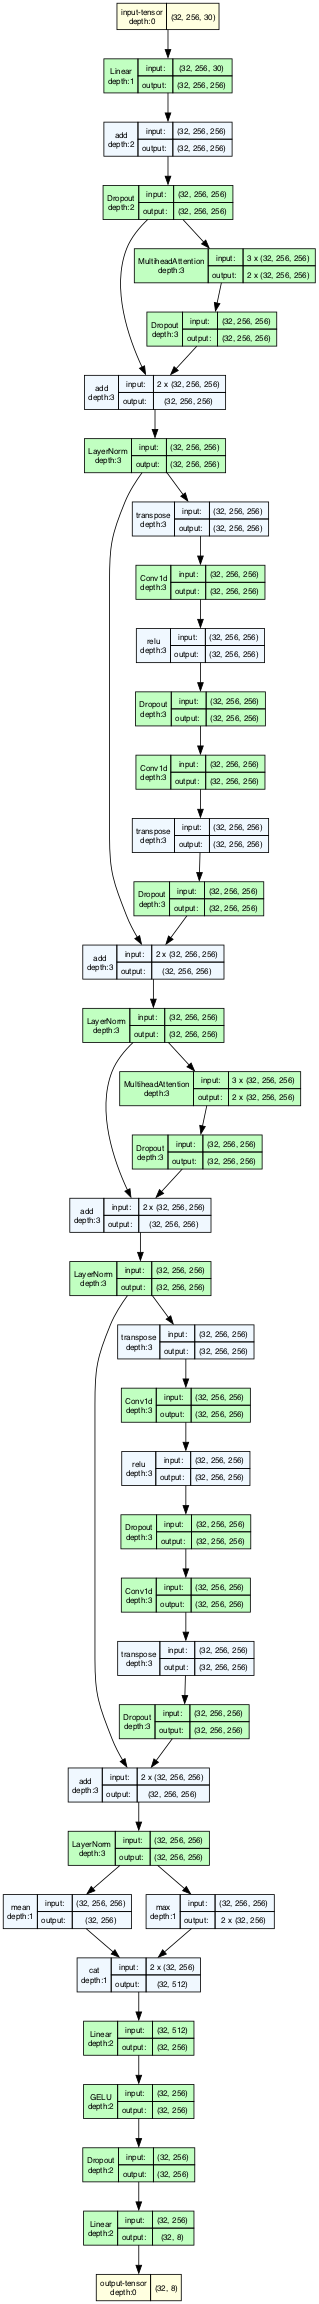 input-tensor
depth:0
(32, 256, 30)
Linear
depth:1
input:
(32, 256, 30)
output:
(32, 256, 256)
add
depth:2
input:
(32, 256, 256)
output:
(32, 256, 256)
Dropout
depth:2
input:
(32, 256, 256)
output:
(32, 256, 256)
MultiheadAttention
depth:3
input:
3 x (32, 256, 256)
output:
2 x (32, 256, 256)
Dropout
depth:3
input:
(32, 256, 256)
output:
(32, 256, 256)
add
depth:3
input:
2 x (32, 256, 256)
output:
(32, 256, 256)
LayerNorm
depth:3
input:
(32, 256, 256)
output:
(32, 256, 256)
transpose
depth:3
input:
(32, 256, 256)
output:
(32, 256, 256)
Conv1d
depth:3
input:
(32, 256, 256)
output:
(32, 256, 256)
relu
depth:3
input:
(32, 256, 256)
output:
(32, 256, 256)
Dropout
depth:3
input:
(32, 256, 256)
output:
(32, 256, 256)
Conv1d
depth:3
input:
(32, 256, 256)
output:
(32, 256, 256)
transpose
depth:3
input:
(32, 256, 256)
output:
(32, 256, 256)
Dropout
depth:3
input:
(32, 256, 256)
output:
(32, 256, 256)
add
depth:3
input:
2 x (32, 256, 256)
output:
(32, 256, 256)
LayerNorm
depth:3
input:
(32, 256, 256)
output:
(32, 256, 256)
MultiheadAttention
depth:3
input:
3 x (32, 256, 256)
output:
2 x (32, 256, 256)
Dropout
depth:3
input:
(32, 256, 256)
output:
(32, 256, 256)
add
depth:3
input:
2 x (32, 256, 256)
output:
(32, 256, 256)
LayerNorm
depth:3
input:
(32, 256, 256)
output:
(32, 256, 256)
transpose
depth:3
input:
(32, 256, 256)
output:
(32, 256, 256)
Conv1d
depth:3
input:
(32, 256, 256)
output:
(32, 256, 256)
relu
depth:3
input:
(32, 256, 256)
output:
(32, 256, 256)
Dropout
depth:3
input:
(32, 256, 256)
output:
(32, 256, 256)
Conv1d
depth:3
input:
(32, 256, 256)
output:
(32, 256, 256)
transpose
depth:3
input:
(32, 256, 256)
output:
(32, 256, 256)
Dropout
depth:3
input:
(32, 256, 256)
output:
(32, 256, 256)
add
depth:3
input:
2 x (32, 256, 256)
output:
(32, 256, 256)
LayerNorm
depth:3
input:
(32, 256, 256)
output:
(32, 256, 256)
mean
depth:1
input:
(32, 256, 256)
output:
(32, 256)
max
depth:1
input:
(32, 256, 256)
output:
2 x (32, 256)
cat
depth:1
input:
2 x (32, 256)
output:
(32, 512)
Linear
depth:2
input:
(32, 512)
output:
(32, 256)
GELU
depth:2
input:
(32, 256)
output:
(32, 256)
Dropout
depth:2
input:
(32, 256)
output:
(32, 256)
Linear
depth:2
input:
(32, 256)
output:
(32, 8)
output-tensor
depth:0
(32, 8)